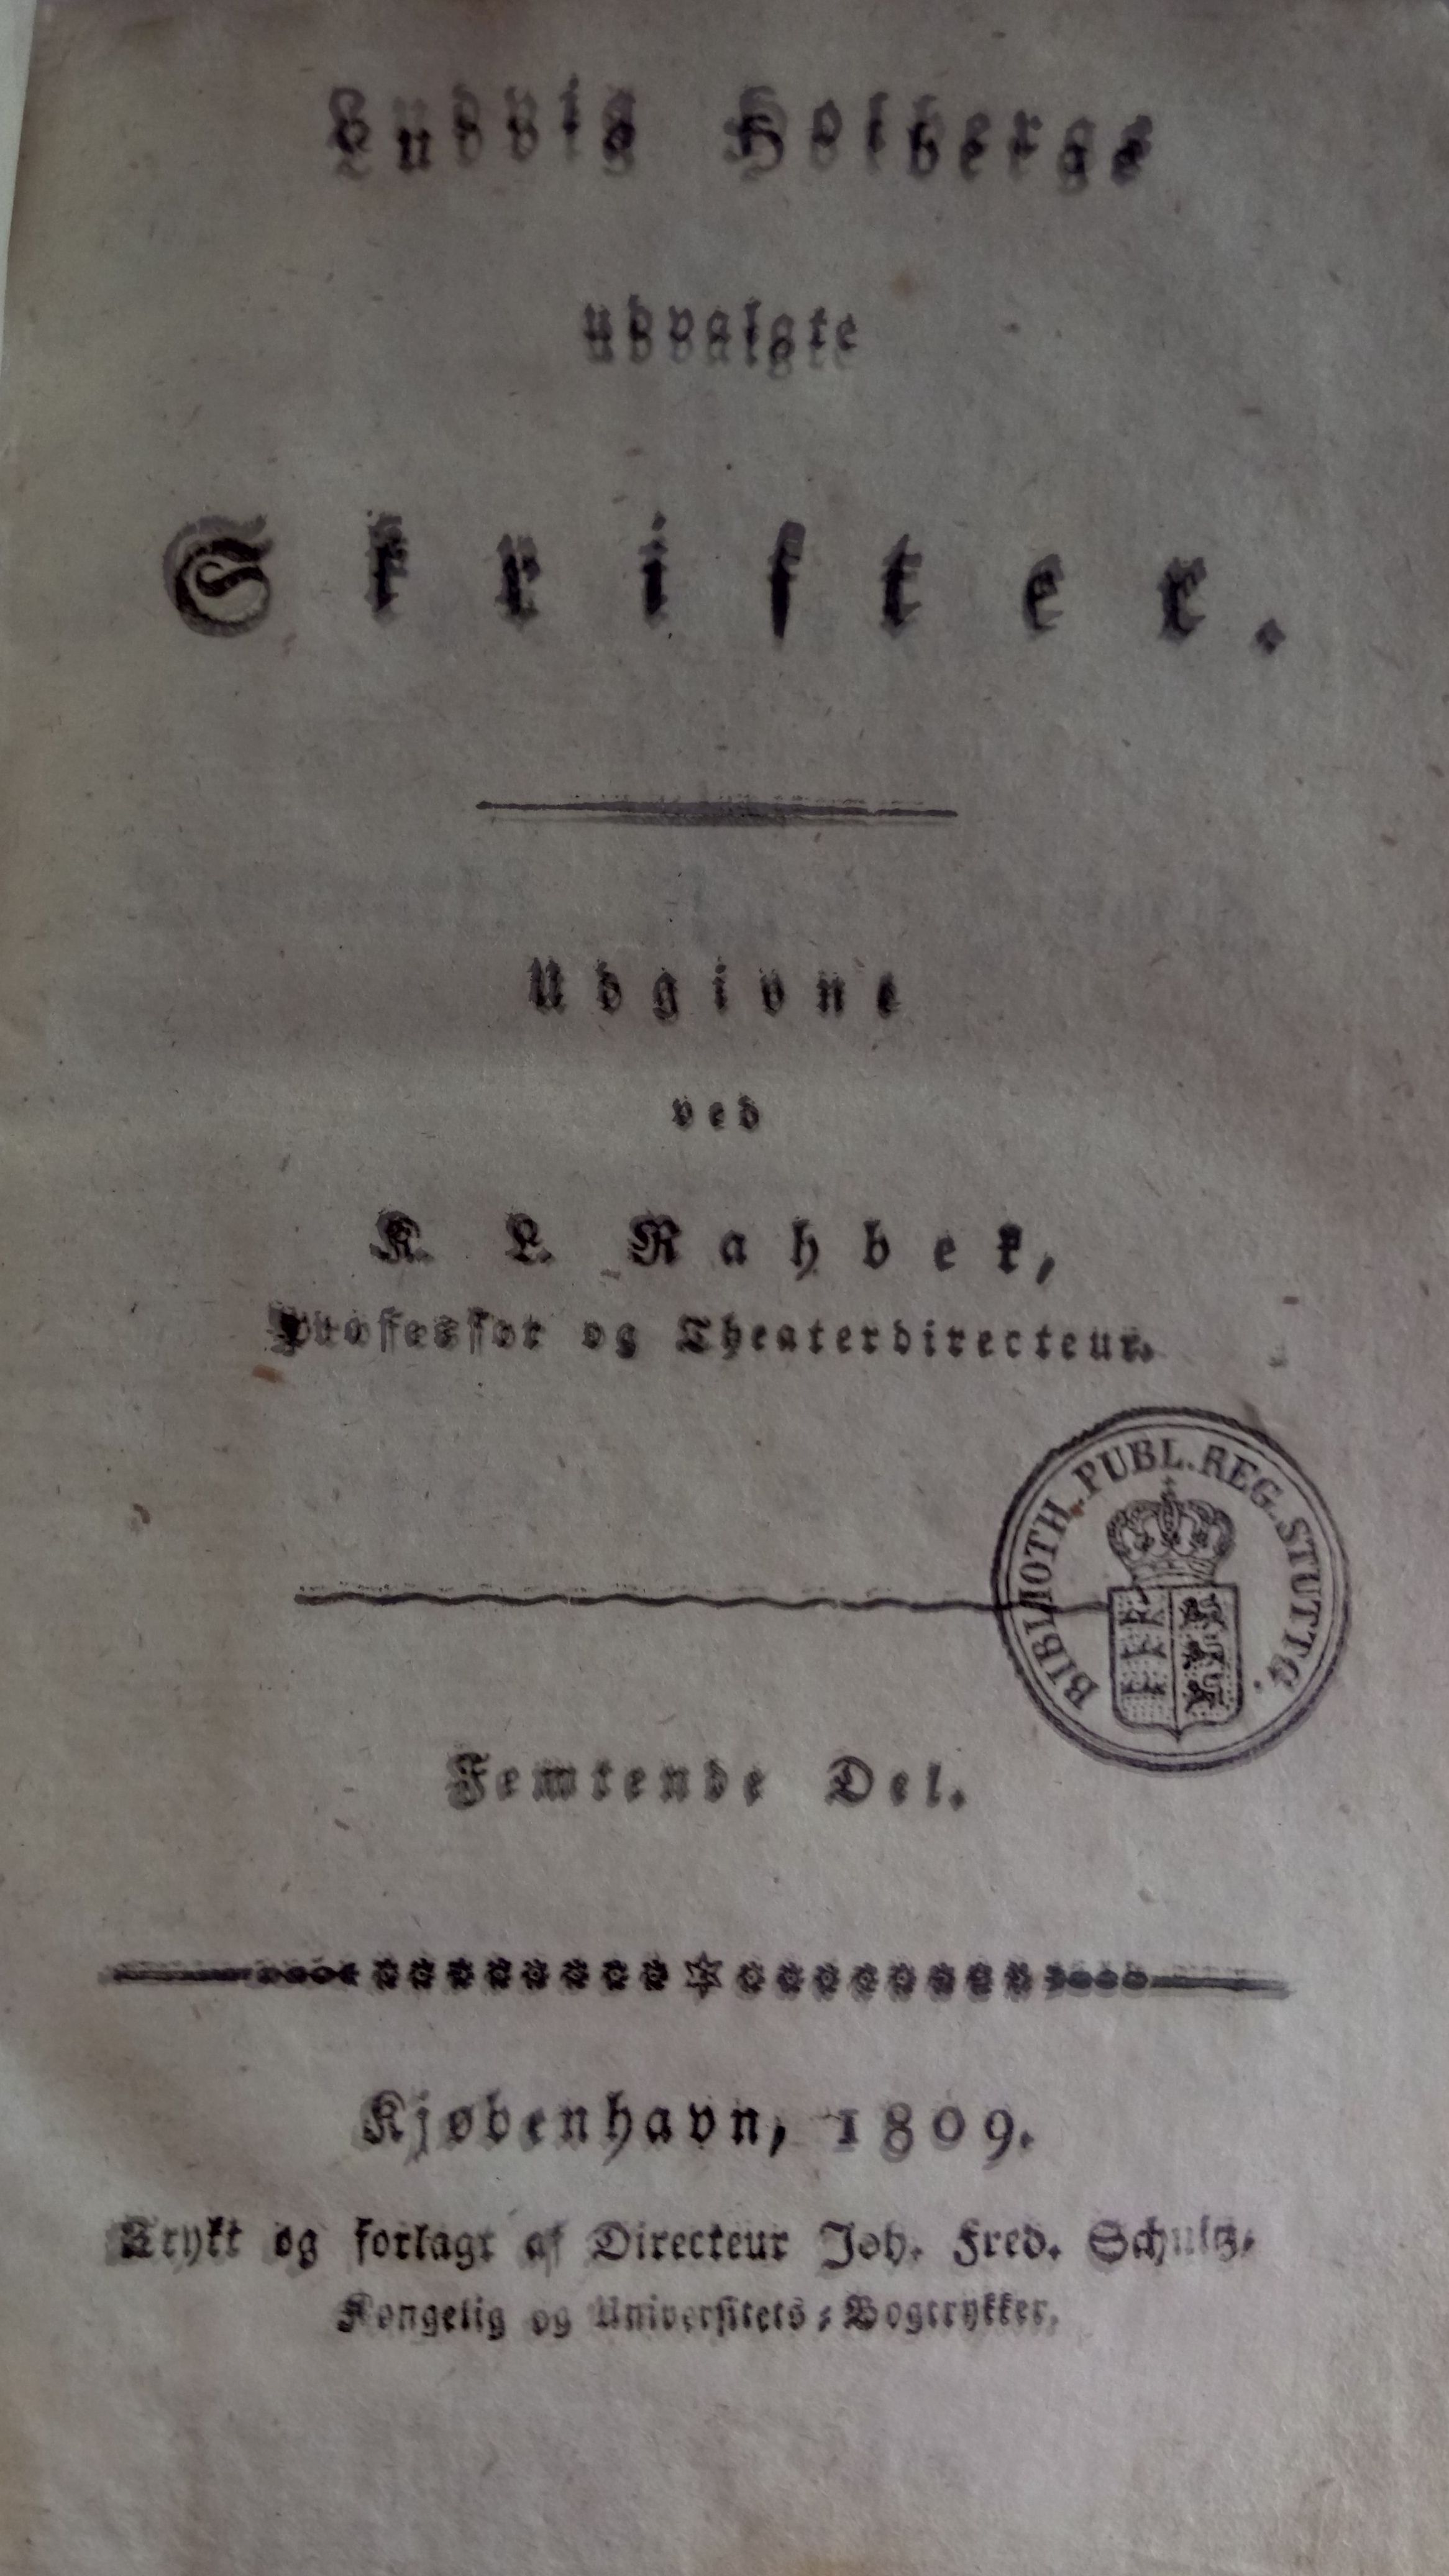 Ludvig Holbergs
udvalgte
Skrifter.
Udgivne
ved
K. L. Rahbek,
Professor og Theaterdirecteur.
BIBLIOTH. PUBL. REG. STUTTG.
Femtende Del.
Kjøbenhavn, 1809.
Trykt og forlagt af Directeur Joh. Fred. Schultz,
Kongelig og Universitets-Bogtrykker.